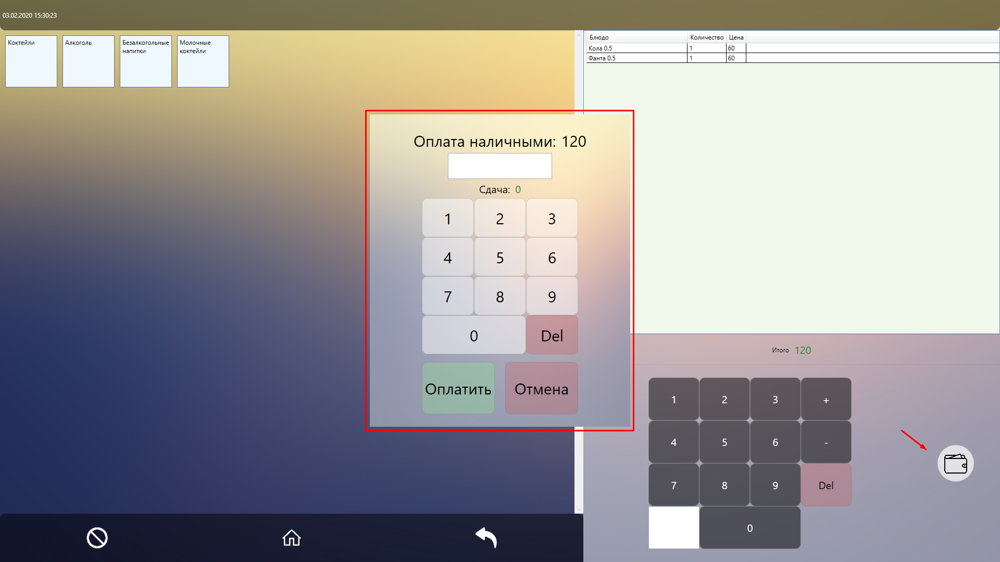 03.02.2020 15:30:23
Коктейли
Алкоголь
Безалкогольные
напитки
Молочные
коктейли
Блюдо Количество Цена
Кола 0.5 1 60
Фанта 0.5 1 60
Оплата наличными: 120
Сдача: 0
1 2 3
4 5 6
7 8 9
0 Del
Оплатить Отмена
Итого 120
1 2 3 +
4 5 6 -
7 8 9 Del
0